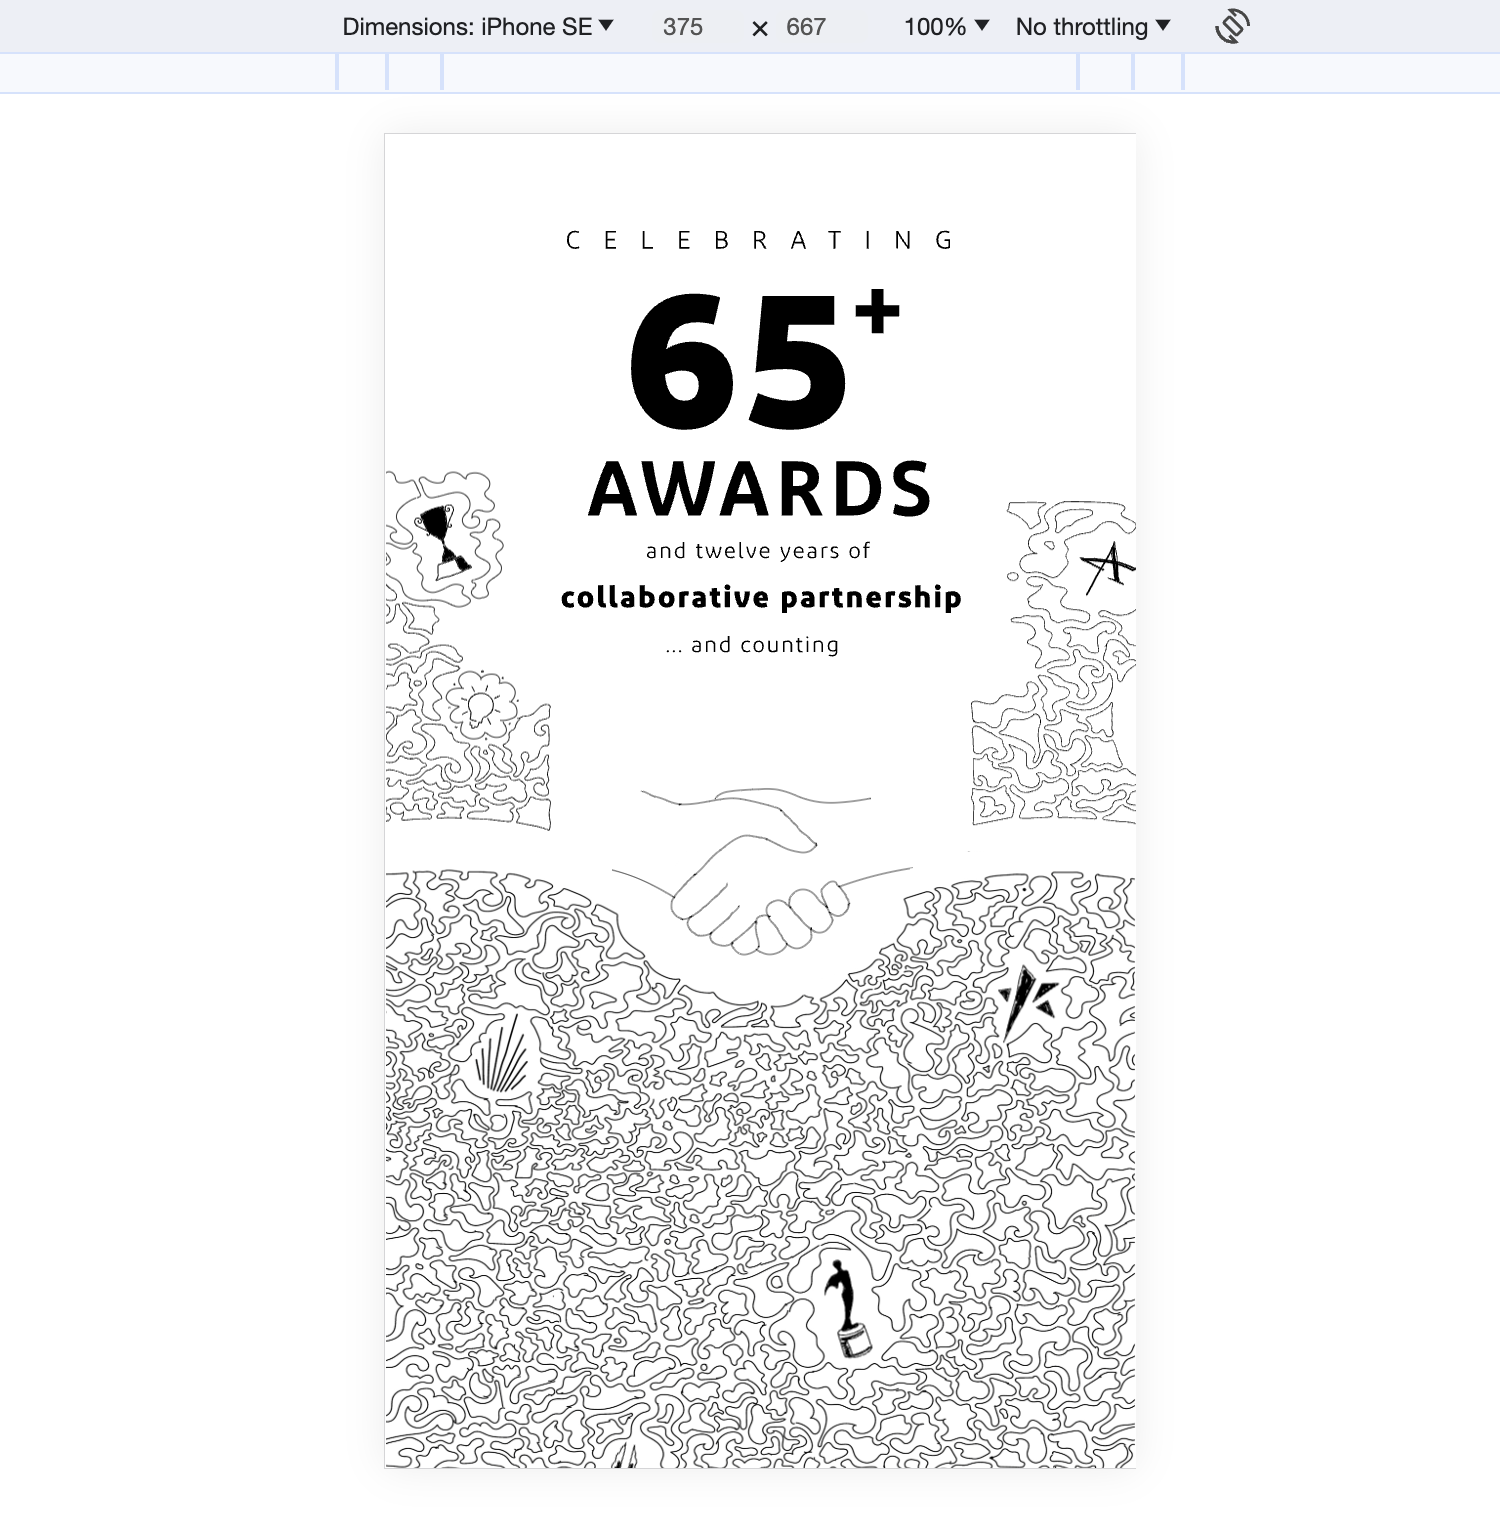 Dimensions: iPhone SE ▼ 375 × 667 100% ▼ No throttling ▼
CELEBRATING
65+
AWARDS
and twelve years of
collaborative partnership
... and counting
A